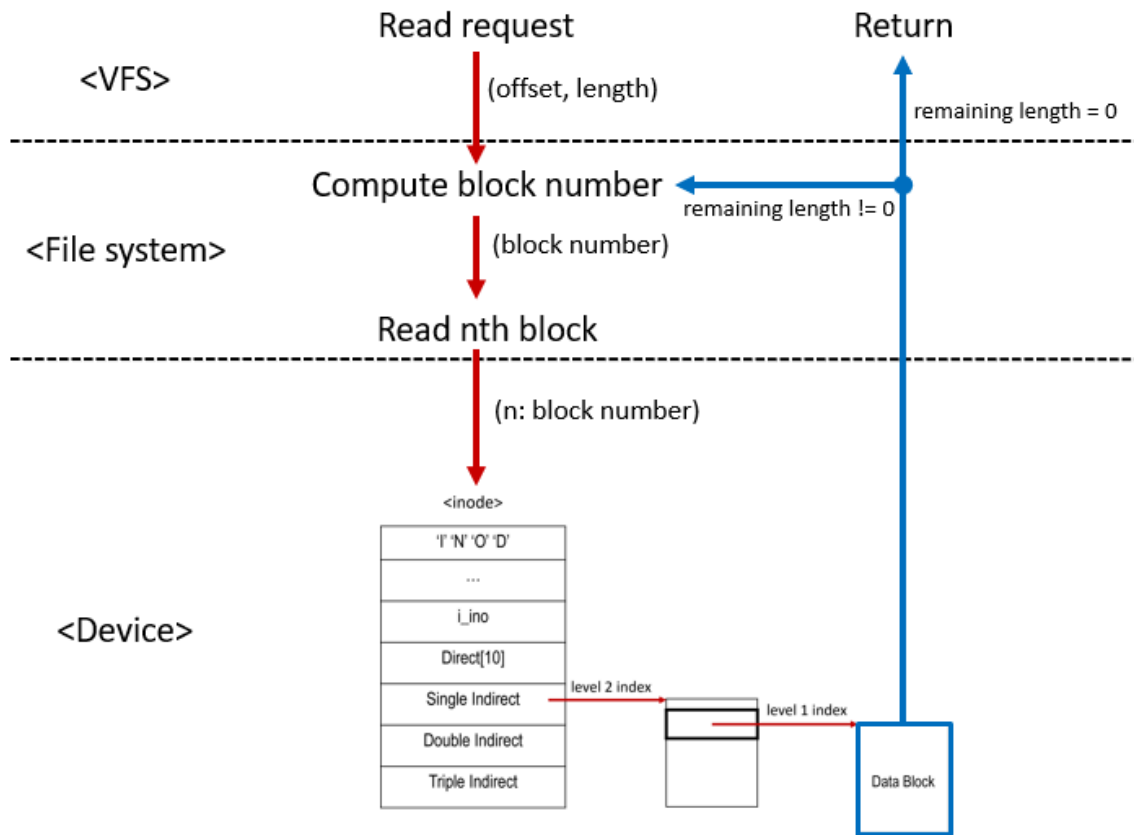 Read request
Return
<VFS>
(offset, length)
remaining length = 0
Compute block number
remaining length != 0
<File system>
(block number)
Read nth block
(n: block number)
<inode>
‘I’ ‘N’ ‘O’ ‘D’
...
i_ino
<Device>
Direct[10]
level 2 index
Single Indirect
level 1 index
Double Indirect
Data Block
Triple Indirect